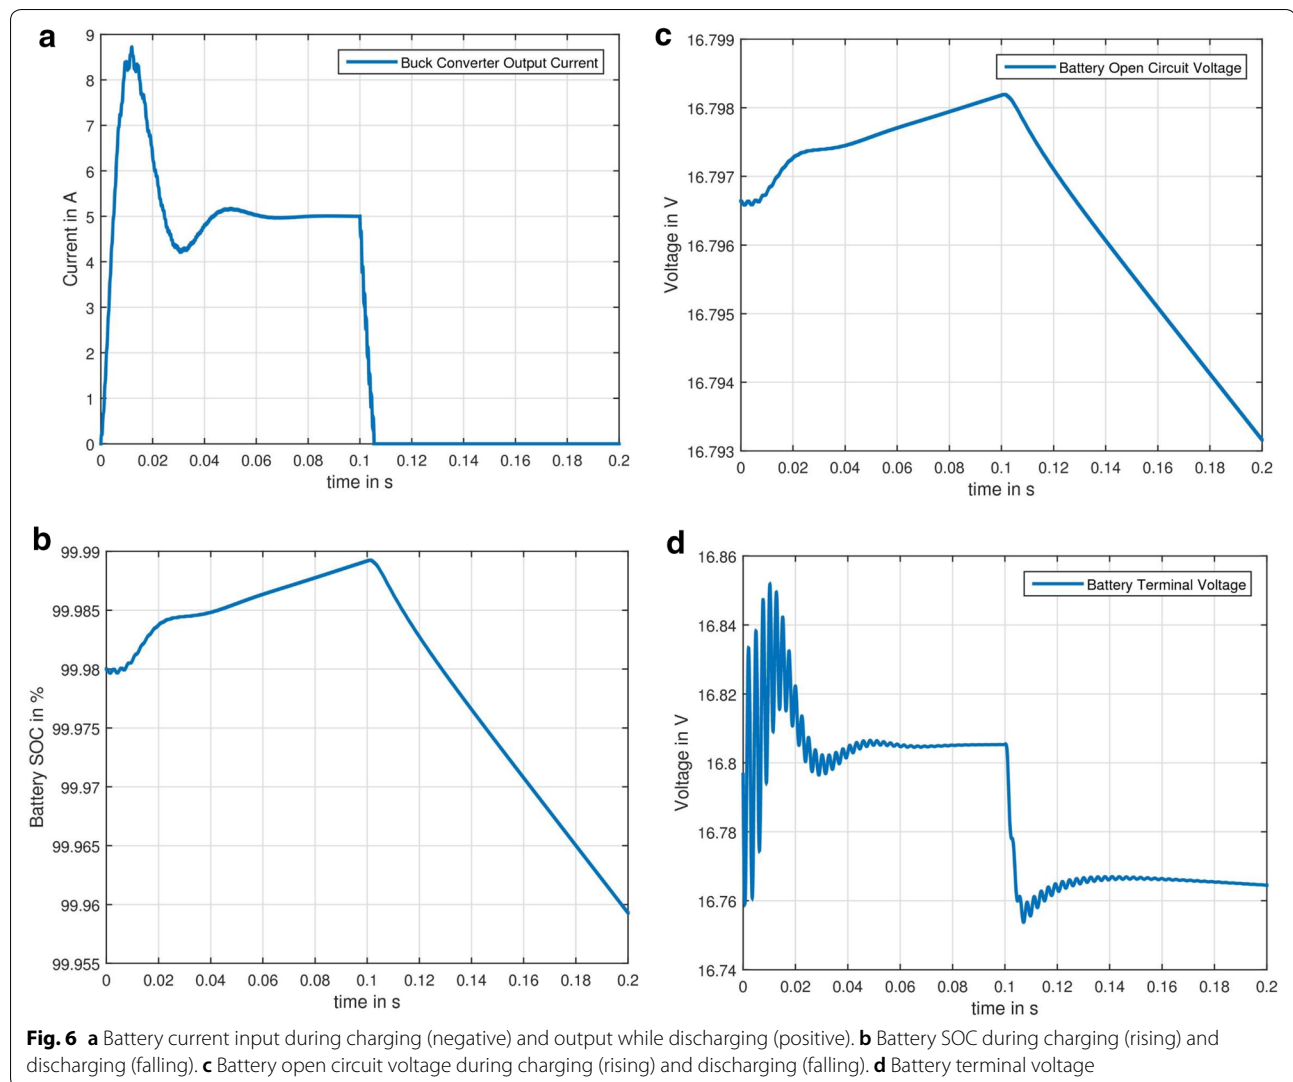 a
9
8
7
6
5
4
3
2
1
0
Current in A
Buck Converter Output Current
0 0.02 0.04 0.06 0.08 0.1 0.12 0.14 0.16 0.18 0.2
time in s
c
16.799
16.798
16.797
16.796
16.795
16.794
16.793
Voltage in V
Battery Open Circuit Voltage
0 0.02 0.04 0.06 0.08 0.1 0.12 0.14 0.16 0.18 0.2
time in s
b
99.99
99.985
99.98
99.975
99.97
99.965
99.96
99.955
Battery SOC in %
0 0.02 0.04 0.06 0.08 0.1 0.12 0.14 0.16 0.18 0.2
time in s
d
16.86
16.84
16.82
16.8
16.78
16.76
16.74
Voltage in V
Battery Terminal Voltage
0 0.02 0.04 0.06 0.08 0.1 0.12 0.14 0.16 0.18 0.2
time in s
Fig. 6 a Battery current input during charging (negative) and output while discharging (positive). b Battery SOC during charging (rising) and
discharging (falling). c Battery open circuit voltage during charging (rising) and discharging (falling). d Battery terminal voltage